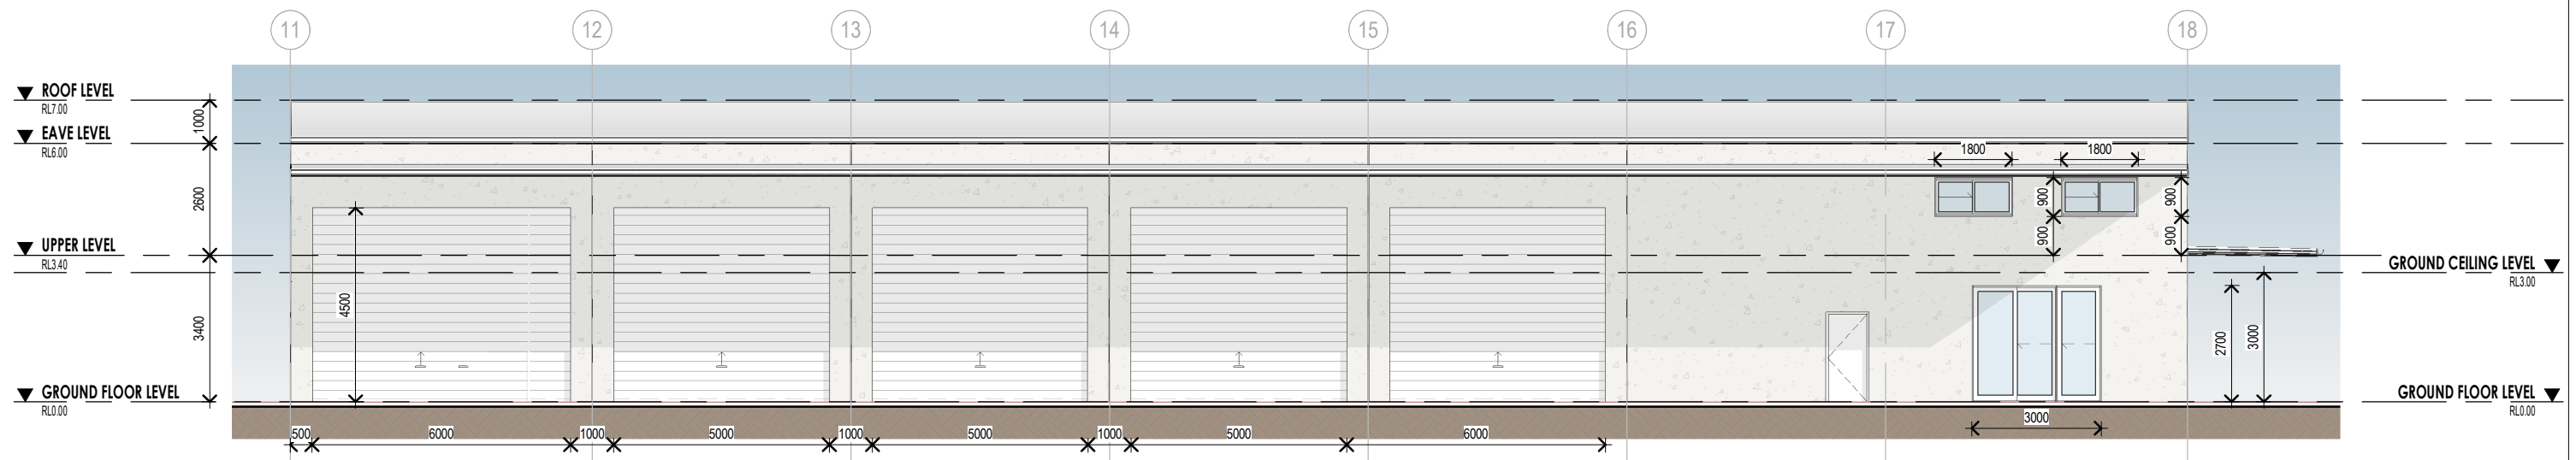 11 12 13 14 15 16 17 18
ROOF LEVEL
RL7.00
1000
EAVE LEVEL
RL6.00
1800 1800
2600
900 900
4500
UPPER LEVEL
RL3.40
900 900
GROUND CEILING LEVEL
RL3.00
3400
2700 3000
GROUND FLOOR LEVEL
RL0.00
GROUND FLOOR LEVEL
RL0.00
500 6000 1000 5000 1000 5000 1000 5000 6000 3000